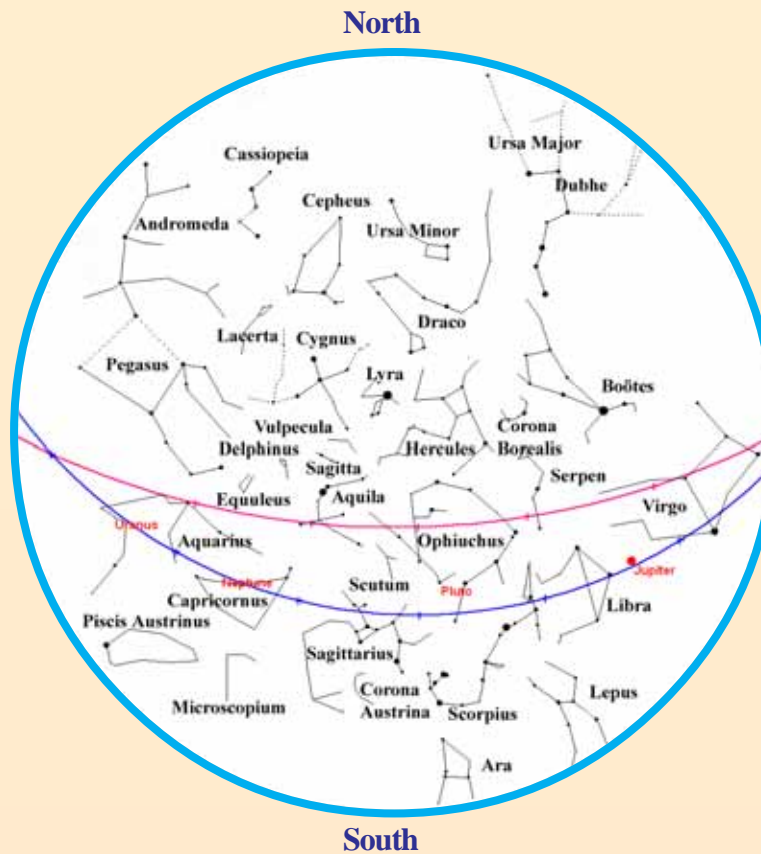 North
Ursa Major
Cassiopeia
Dubhe
Cepheus
Andromeda
Ursa Minor
Draco
Lacerta
Cygnus
Pegasus
Lyra
Boötes
Vulpecula
Corona
Borealis
Delphinus
Hercules
Sagitta
Serpen
Equuleus
Aquila
Virgo
Uranus
Aquarius
Ophiuchus
Jupiter
Neptune
Scutum
Pluto
Capricornus
Libra
Piscis Austrinus
Sagittarius
Corona
Austrina
Lepus
Microscopium
Scorpius
Ara
South